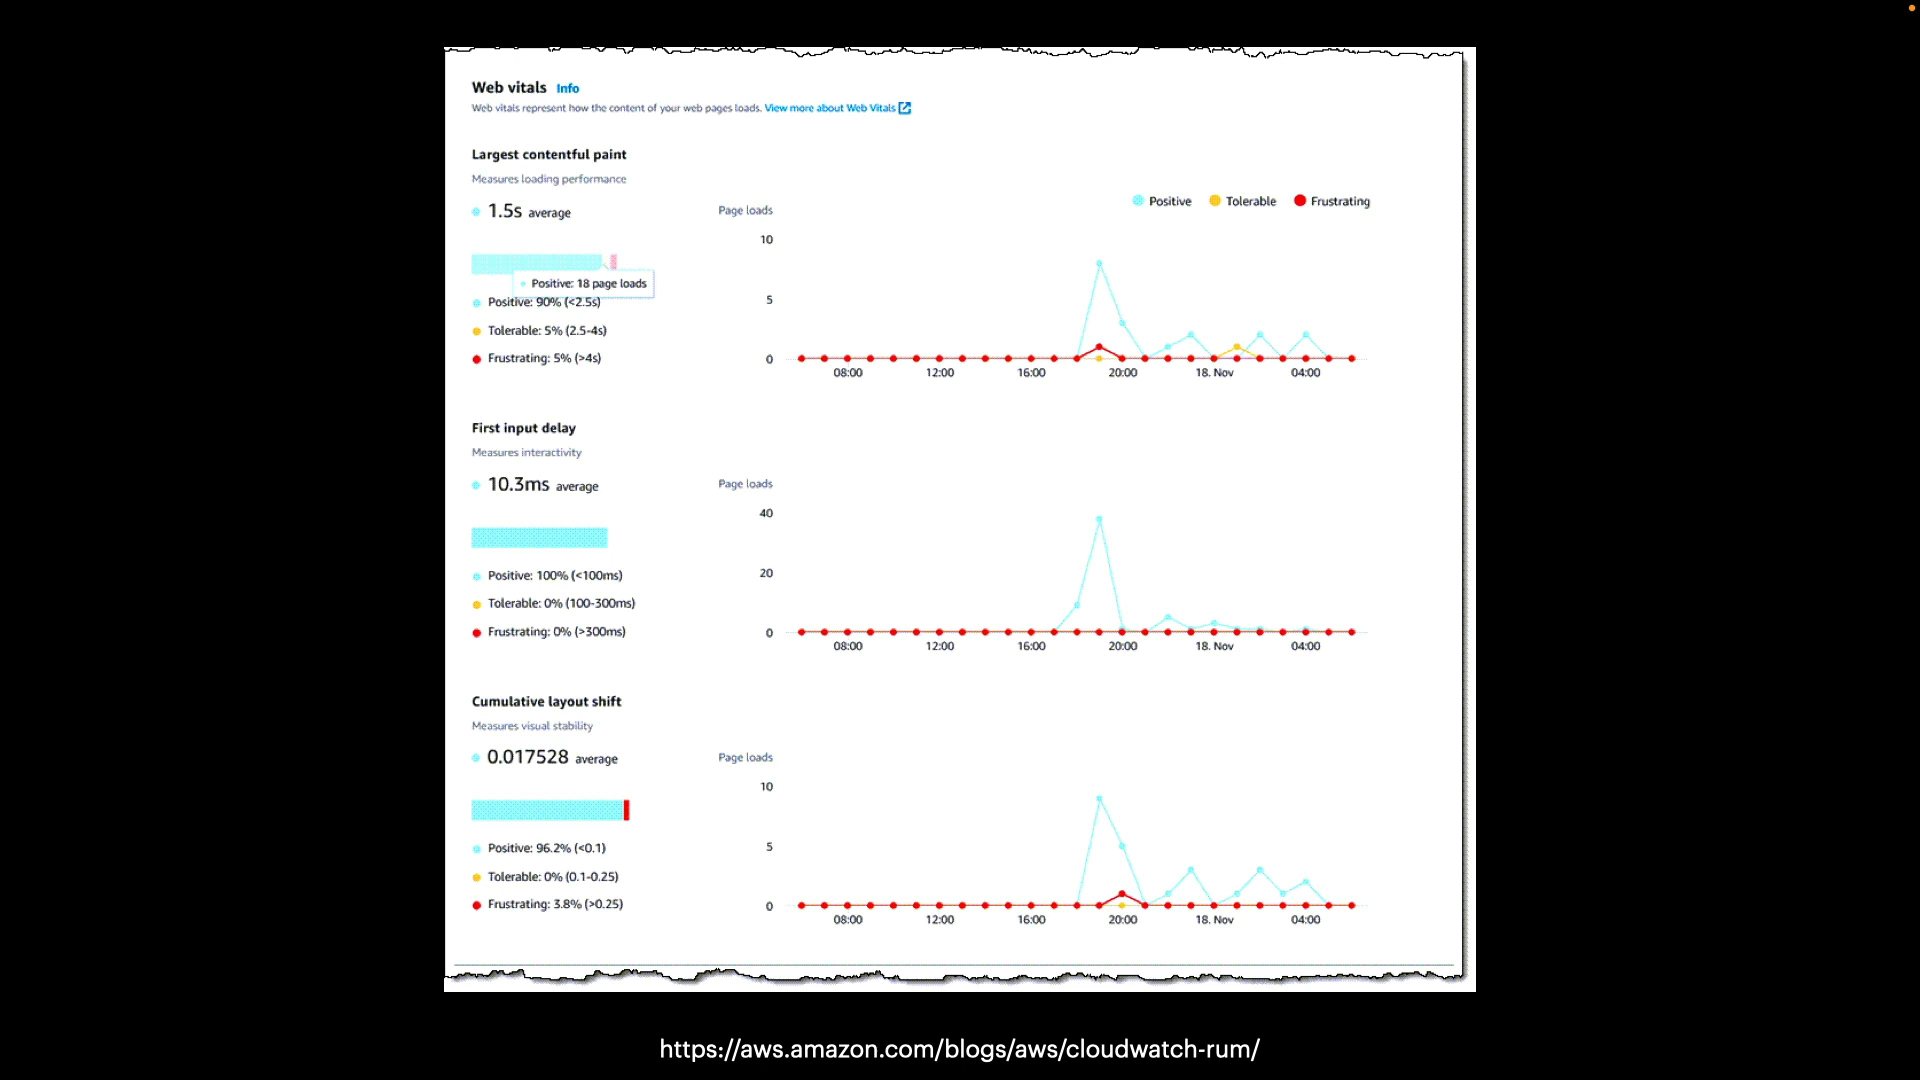 Web vitals Info
Web vitals represent how the content of your web pages loads. View more about Web Vitals
Largest contentful paint
Measures loading performance
1.5s average
Positive: 18 page loads
Positive: 90% (<2.5s)
Tolerable: 5% (2.5-4s)
Frustrating: 5% (>4s)
Page loads
Positive Tolerable Frustrating
10
5
0
08:00 12:00 16:00 20:00 18. Nov 04:00
First input delay
Measures interactivity
10.3ms average
Positive: 100% (<100ms)
Tolerable: 0% (100-300ms)
Frustrating: 0% (>300ms)
Page loads
40
20
0
08:00 12:00 16:00 20:00 18. Nov 04:00
Cumulative layout shift
Measures visual stability
0.017528 average
Positive: 96.2% (<0.1)
Tolerable: 0% (0.1-0.25)
Frustrating: 3.8% (>0.25)
Page loads
10
5
0
08:00 12:00 16:00 20:00 18. Nov 04:00
https://aws.amazon.com/blogs/aws/cloudwatch-rum/